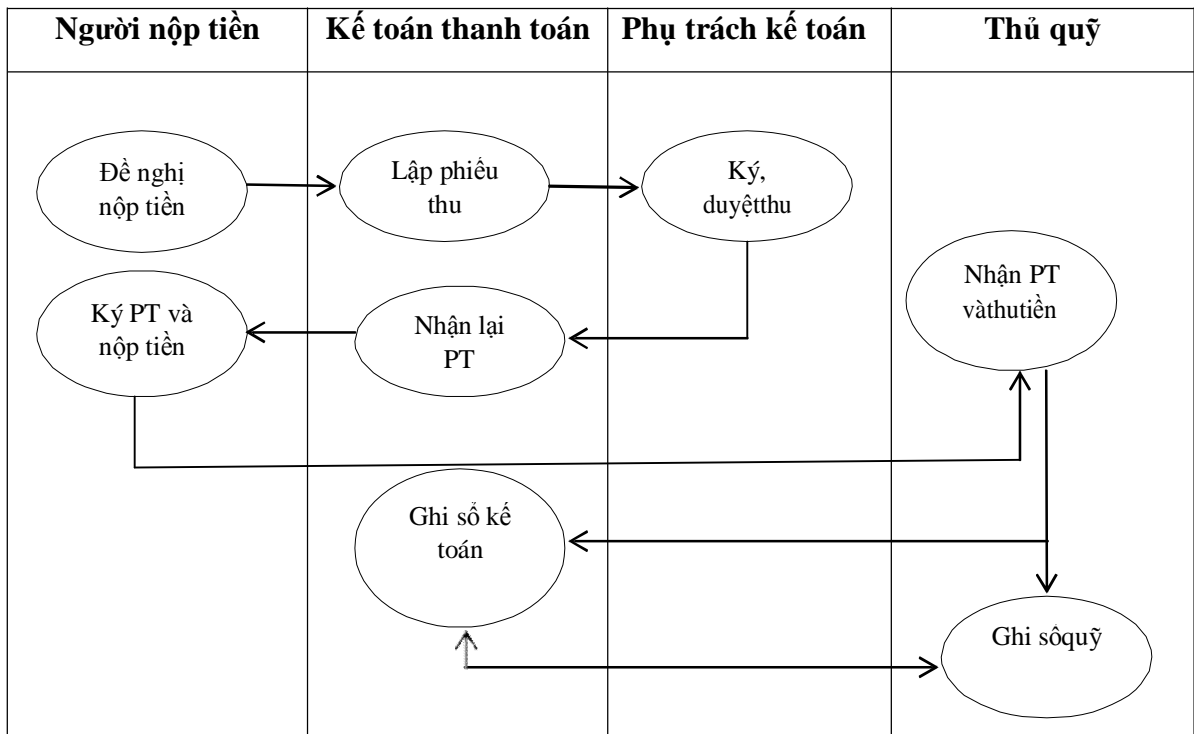 Người nộp tiền
Kế toán thanh toán
Phụ trách kế toán
Thủ quỹ
Đề nghị
nộp tiền
Lập phiếu
thu
Ký,
duyệtthu
Ký PT và
nộp tiền
Nhận lại
PT
Nhận PT
vàthutiền
Ghi sổ kế
toán
Ghi sôquỹ